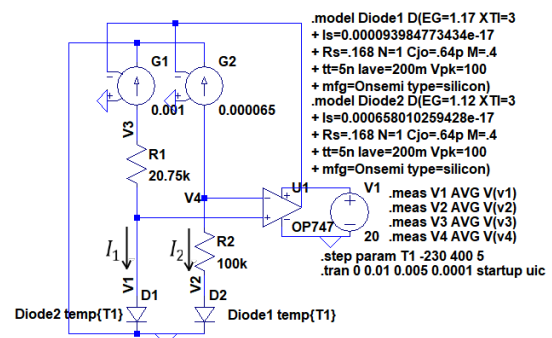 .model Diode1 D(EG=1.17 XTI=3
+ Is=0.000093984773434e-17
+ Rs=.168 N=1 Cjo=.64p M=.4
+ tt=5n Iave=200m Vpk=100
+ mfg=Onsemi type=silicon)
.model Diode2 D(EG=1.12 XTI=3
+ Is=0.000658010259428e-17
+ Rs=.168 N=1 Cjo=.64p M=.4
+ tt=5n Iave=200m Vpk=100
+ mfg=Onsemi type=silicon)
G1
G2
0.001
0.000065
V3
R1
20.75k
V4
U1
V1
OP747
20
.meas V1 AVG V(v1)
.meas V2 AVG V(v2)
.meas V3 AVG V(v3)
.meas V4 AVG V(v4)
.step param T1 -230 400 5
.tran 0 0.01 0.005 0.0001 startup uic
I1
I2
R2
100k
V1
V2
D1
D2
Diode2 temp{T1}
Diode1 temp{T1}